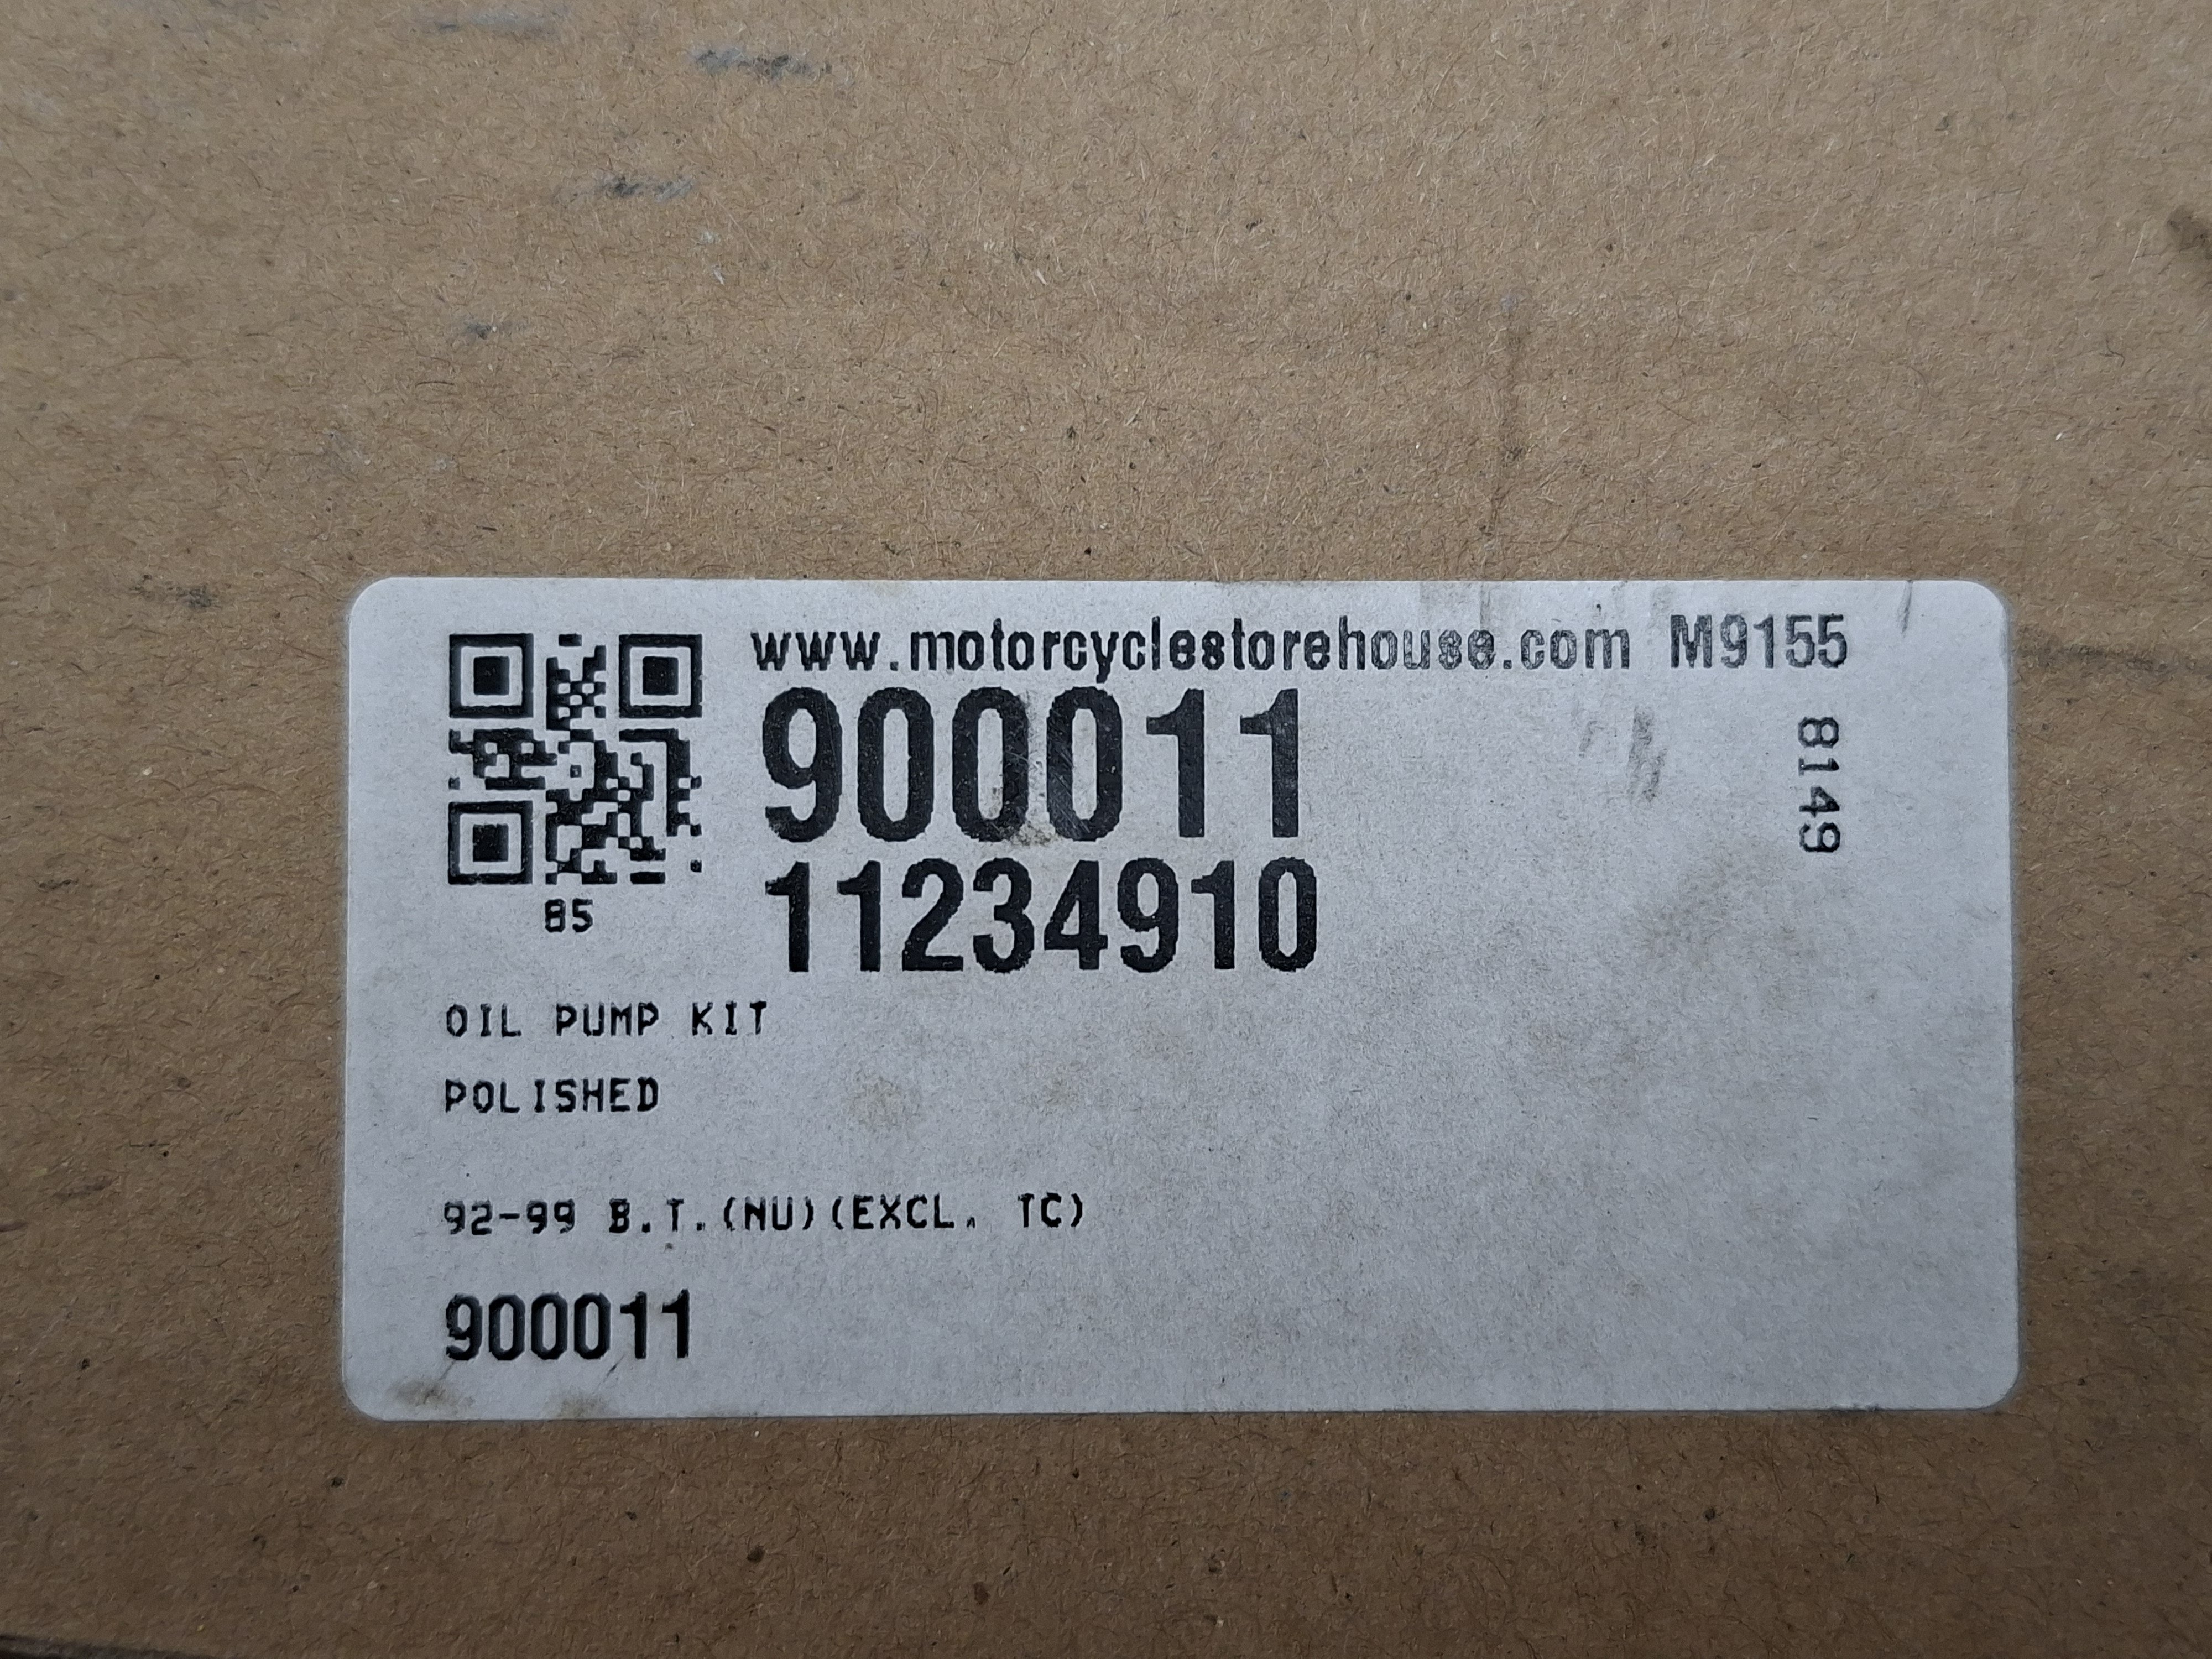 www.motorcyclestorehouse.com M9155
900011
8149
11234910
85
OIL PUMP KIT
POLISHED
92-99 B.T.(NU)(EXCL. TC)
900011